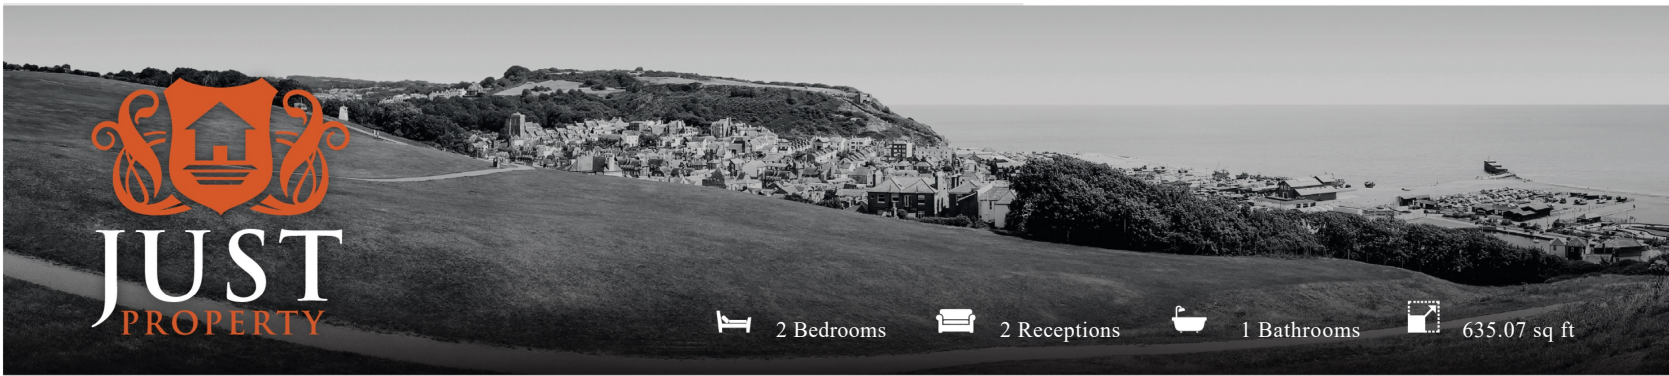 JUST
PROPERTY
2 Bedrooms
2 Receptions
1 Bathrooms
635.07 sq ft